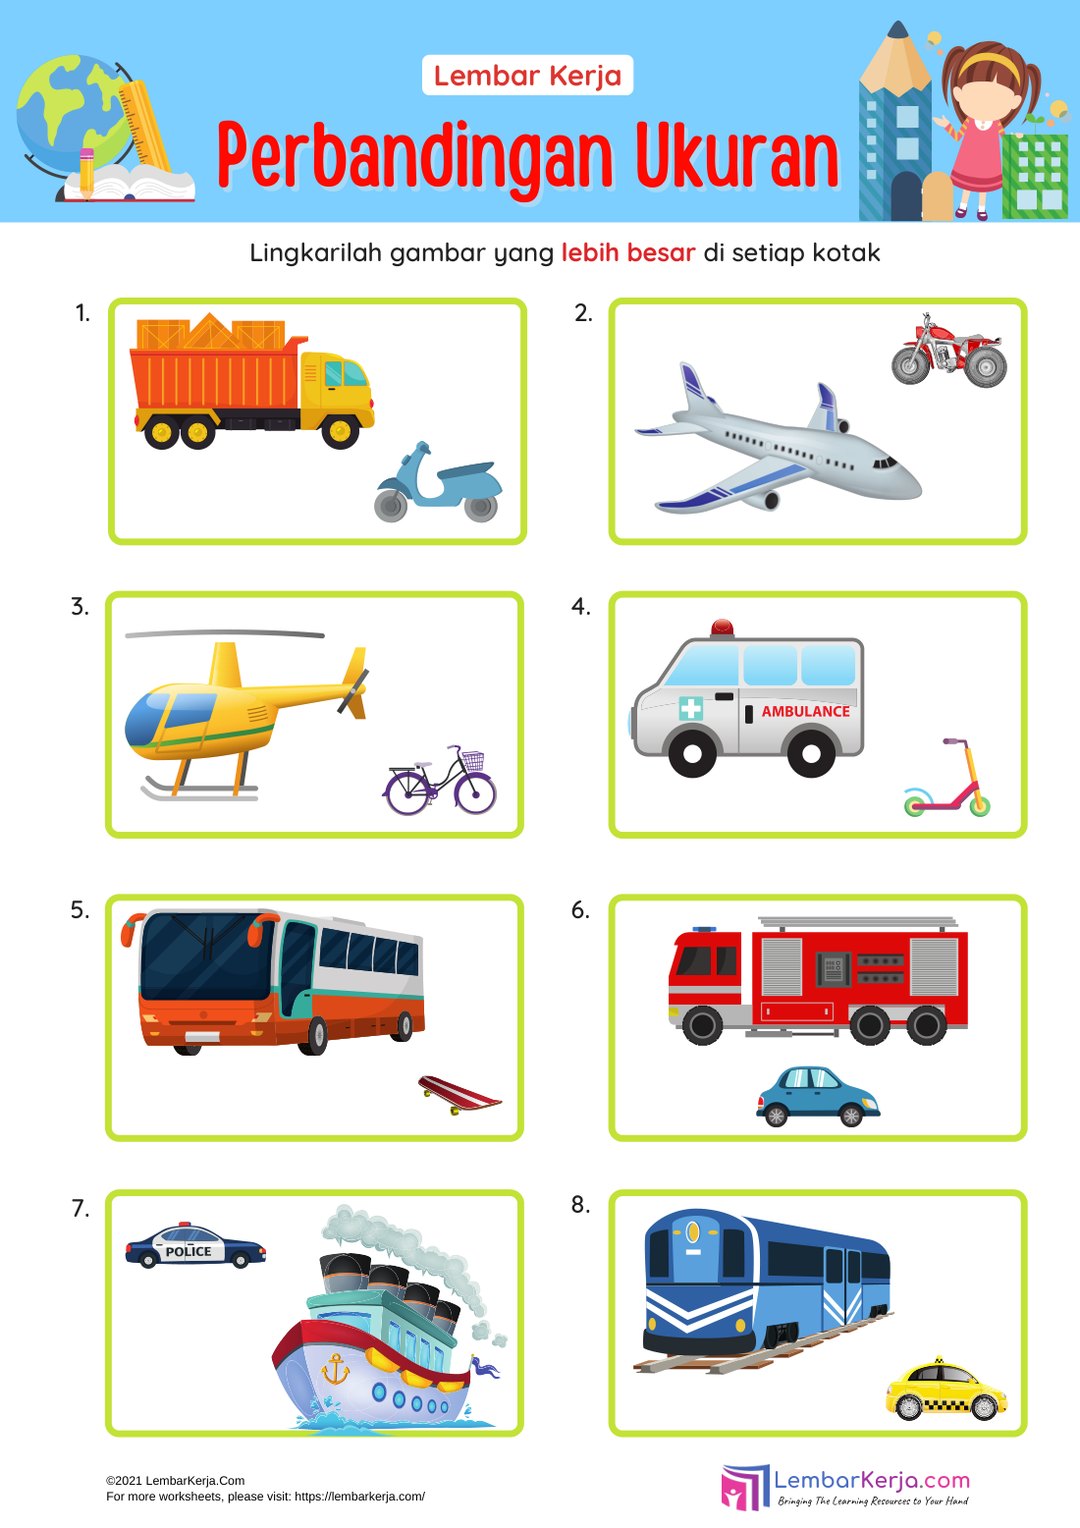 Lembar Kerja
Perbandingan Ukuran
Lingkarilah gambar yang lebih besar di setiap kotak
1.
2.
3.
4.
AMBULANCE
5.
6.
7.
POLICE
8.
©2021 LembarKerja.Com
For more worksheets, please visit: https://lembarkerja.com/
LembarKerja.com
Bringing The Learning Resources to Your Hand